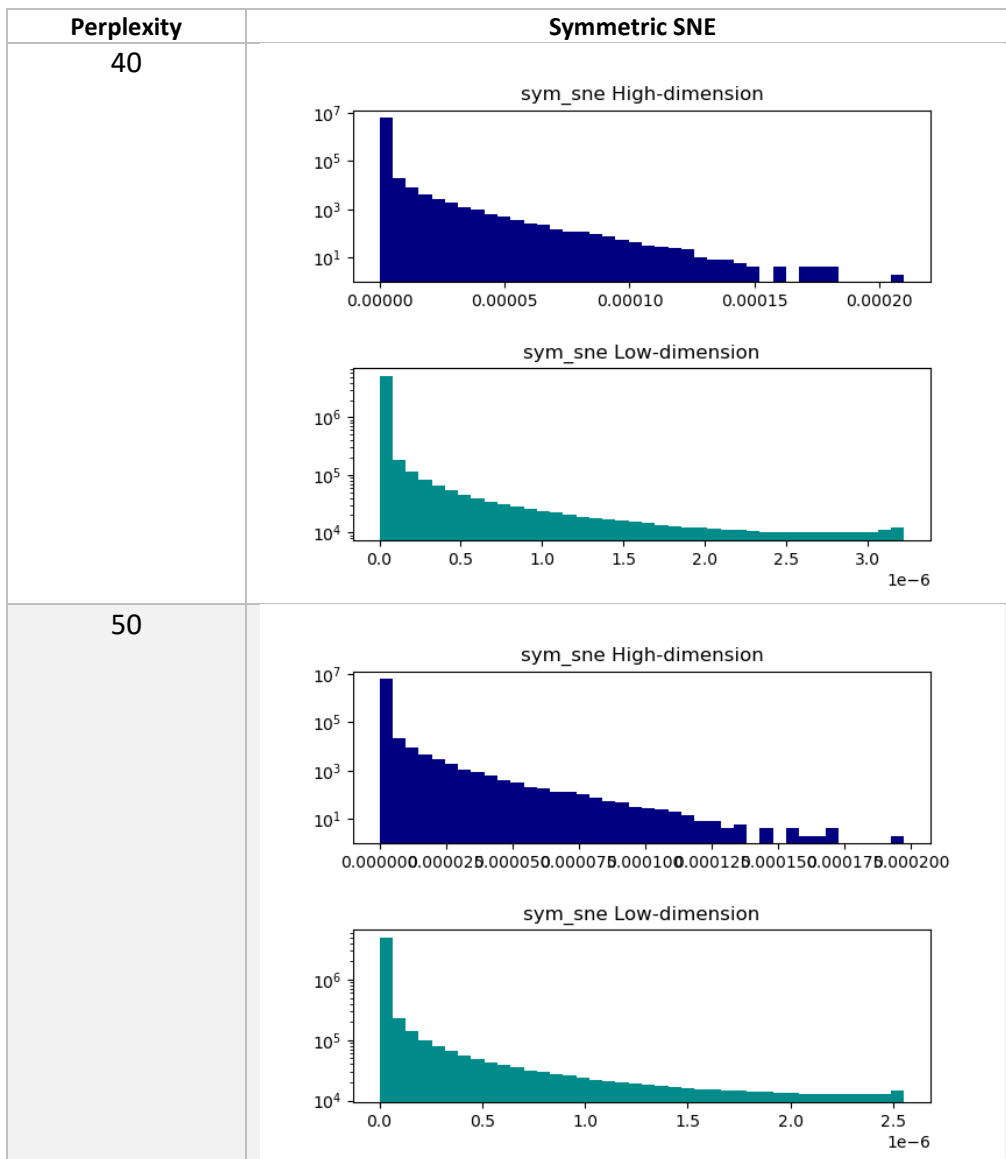 Perplexity Symmetric SNE
40
sym_sne High-dimension
10^7
10^5
10^3
10^1
0.00000 0.00005 0.00010 0.00015 0.00020
sym_sne Low-dimension
10^6
10^5
10^4
0.0 0.5 1.0 1.5 2.0 2.5 3.0
1e-6
50
sym_sne High-dimension
10^7
10^5
10^3
10^1
0.000000 0.000025 0.000050 0.000075 0.000100 0.000125 0.000150 0.000175 0.000200
sym_sne Low-dimension
10^6
10^5
10^4
0.0 0.5 1.0 1.5 2.0 2.5
1e-6